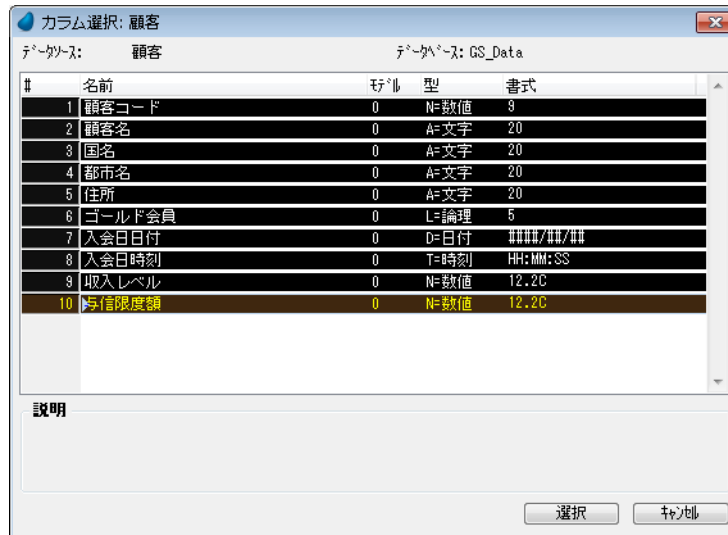 カラム選択: 顧客
ﾃﾞｰﾀｿｰｽ: 顧客 ﾃﾞｰﾀﾍﾞｰｽ: GS_Data
# 名前 ﾓﾃﾞﾙ 型 書式
1 顧客コード 0 N=数値 9
2 顧客名 0 A=文字 20
3 国名 0 A=文字 20
4 都市名 0 A=文字 20
5 住所 0 A=文字 20
6 ゴールド会員 0 L=論理 5
7 入会日日付 0 D=日付 ####/##/##
8 入会日時刻 0 T=時刻 HH:MM:SS
9 収入レベル 0 N=数値 12.2C
10 与信限度額 0 N=数値 12.2C
説明
選択 ｷｬﾝｾﾙ